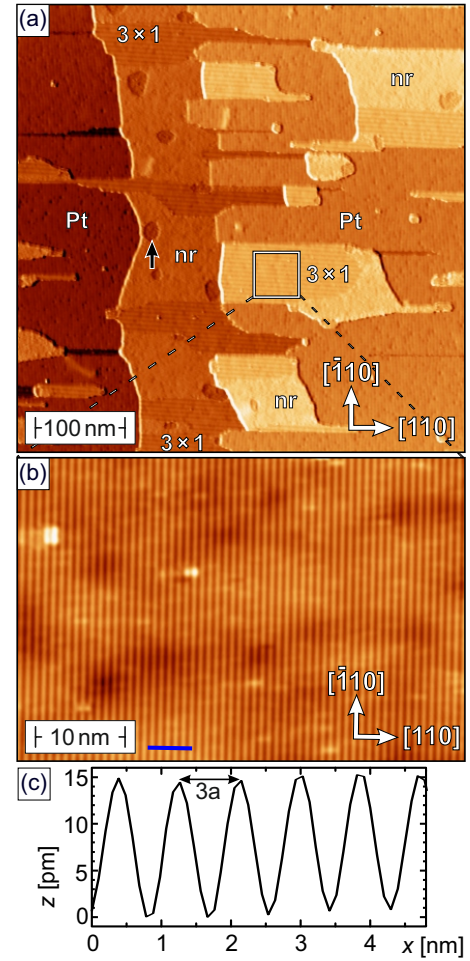 (a)
3 × 1
nr
Pt
Pt
nr
3 × 1
nr
[1̄10]
[110]
100 nm
3 × 1
(b)
[1̄10]
[110]
10 nm
(c)
15
10
5
0
z [pm]
3a
0
1
2
3
4
x [nm]